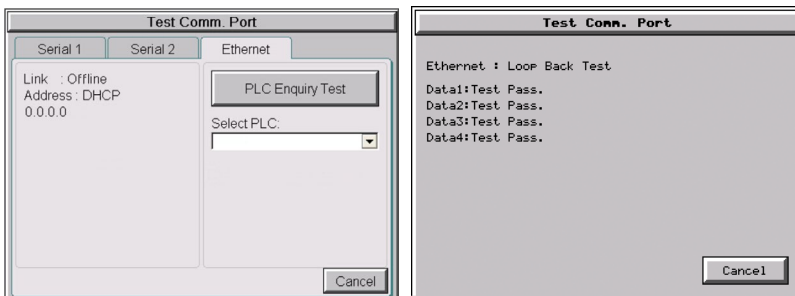 Test Comm. Port
Serial 1 Serial 2 Ethernet
Link : Offline
Address : DHCP
0.0.0.0
PLC Enquiry Test
Select PLC:
Cancel
Test Comm. Port
Ethernet : Loop Back Test
Data1:Test Pass.
Data2:Test Pass.
Data3:Test Pass.
Data4:Test Pass.
Cancel